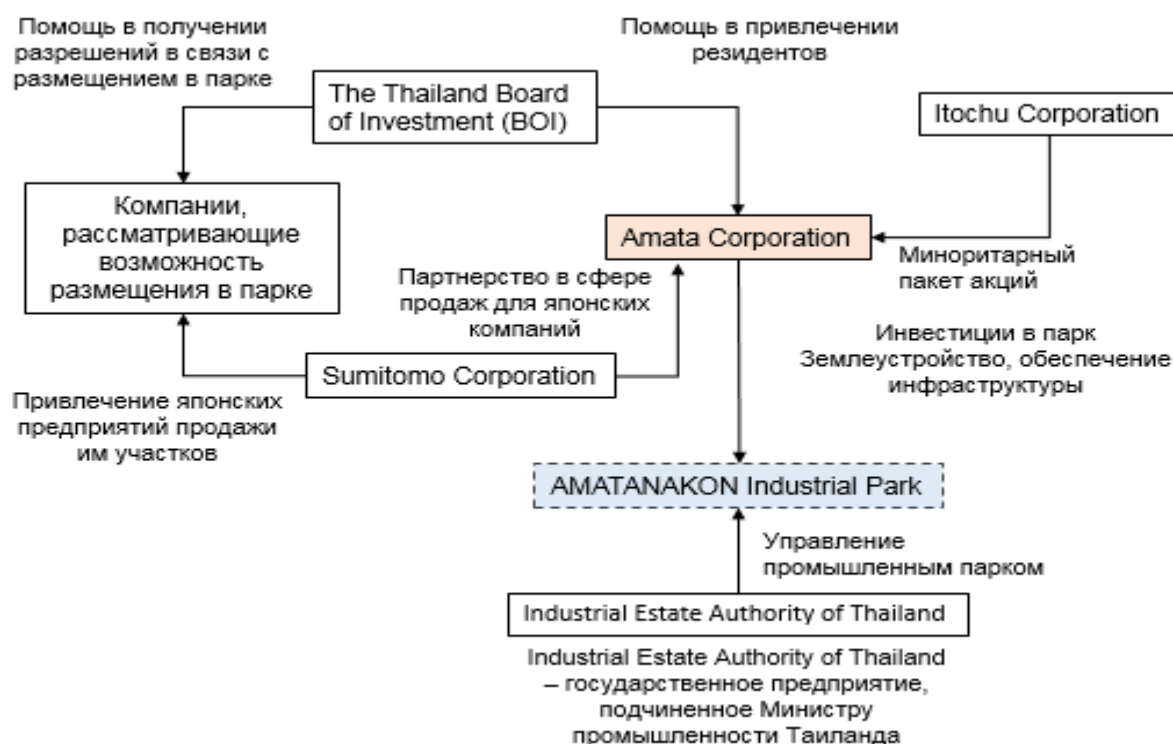 Помощь в получении
разрешений в связи с
размещением в парке
Помощь в привлечении
резидентов
The Thailand Board
of Investment (BOI)
Itochu Corporation
Компании,
рассматривающие
возможность
размещения в парке
Amata Corporation
Миноритарный
пакет акций
Партнерство в сфере
продаж для японских
компаний
Инвестиции в парк
Землеустройство, обеспечение
инфраструктуры
Sumitomo Corporation
Привлечение японских
предприятий продажи
им участков
AMATANAKON Industrial Park
Управление
промышленным парком
Industrial Estate Authority of Thailand
Industrial Estate Authority of Thailand
– государственное предприятие,
подчиненное Министру
промышленности Таиланда